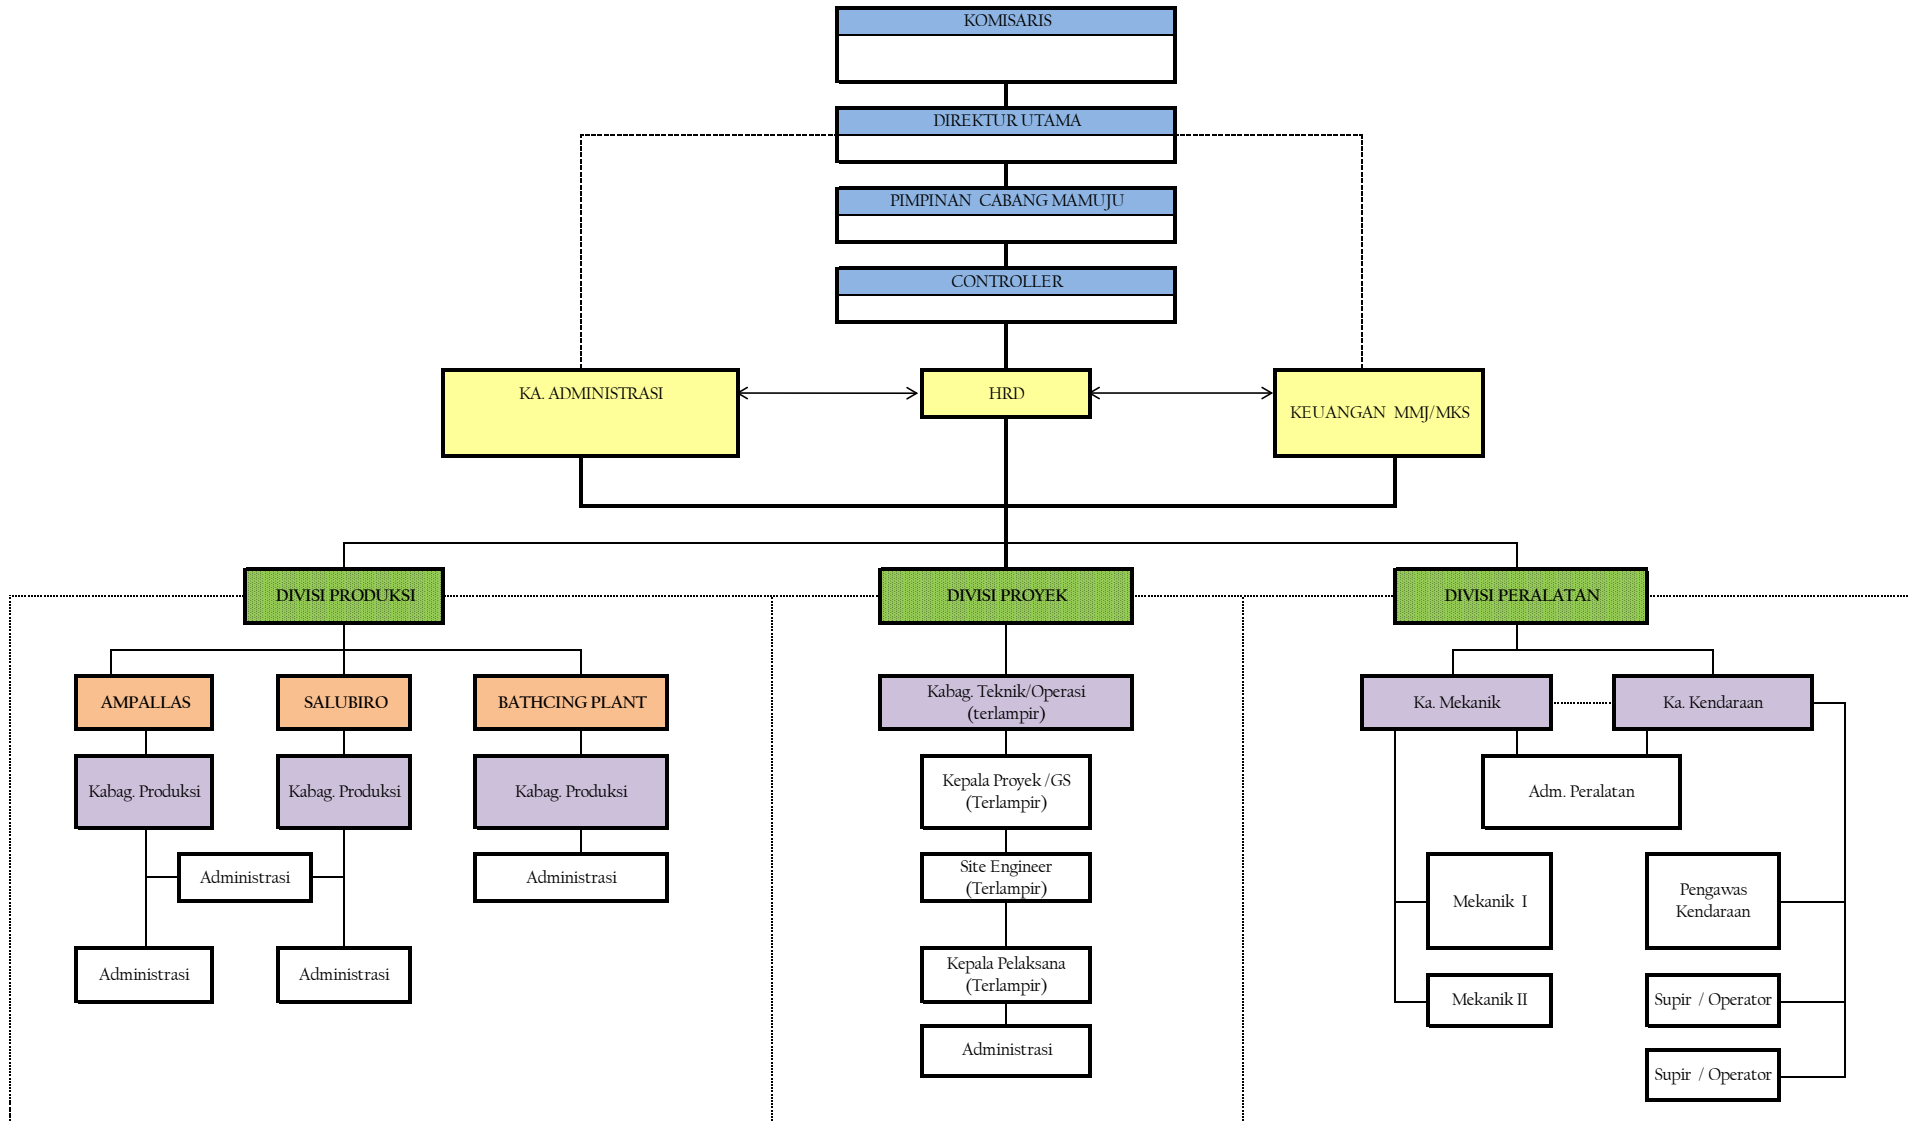 KOMISARIS
DIREKTUR UTAMA
PIMPINAN CABANG MAMUJU
CONTROLLER
KA. ADMINISTRASI
HRD
KEUANGAN MMJ/MKS
DIVISI PRODUKSI
DIVISI PROYEK
DIVISI PERALATAN
AMPALLAS
SALUBIRO
BATHCING PLANT
Kabag. Teknik/Operasi
(terlampir)
Ka. Mekanik
Ka. Kendaraan
Kabag. Produksi
Kabag. Produksi
Kabag. Produksi
Kepala Proyek /GS
(Terlampir)
Adm. Peralatan
Administrasi
Administrasi
Site Engineer
(Terlampir)
Mekanik I
Pengawas
Kendaraan
Administrasi
Administrasi
Kepala Pelaksana
(Terlampir)
Mekanik II
Supir / Operator
Administrasi
Supir / Operator